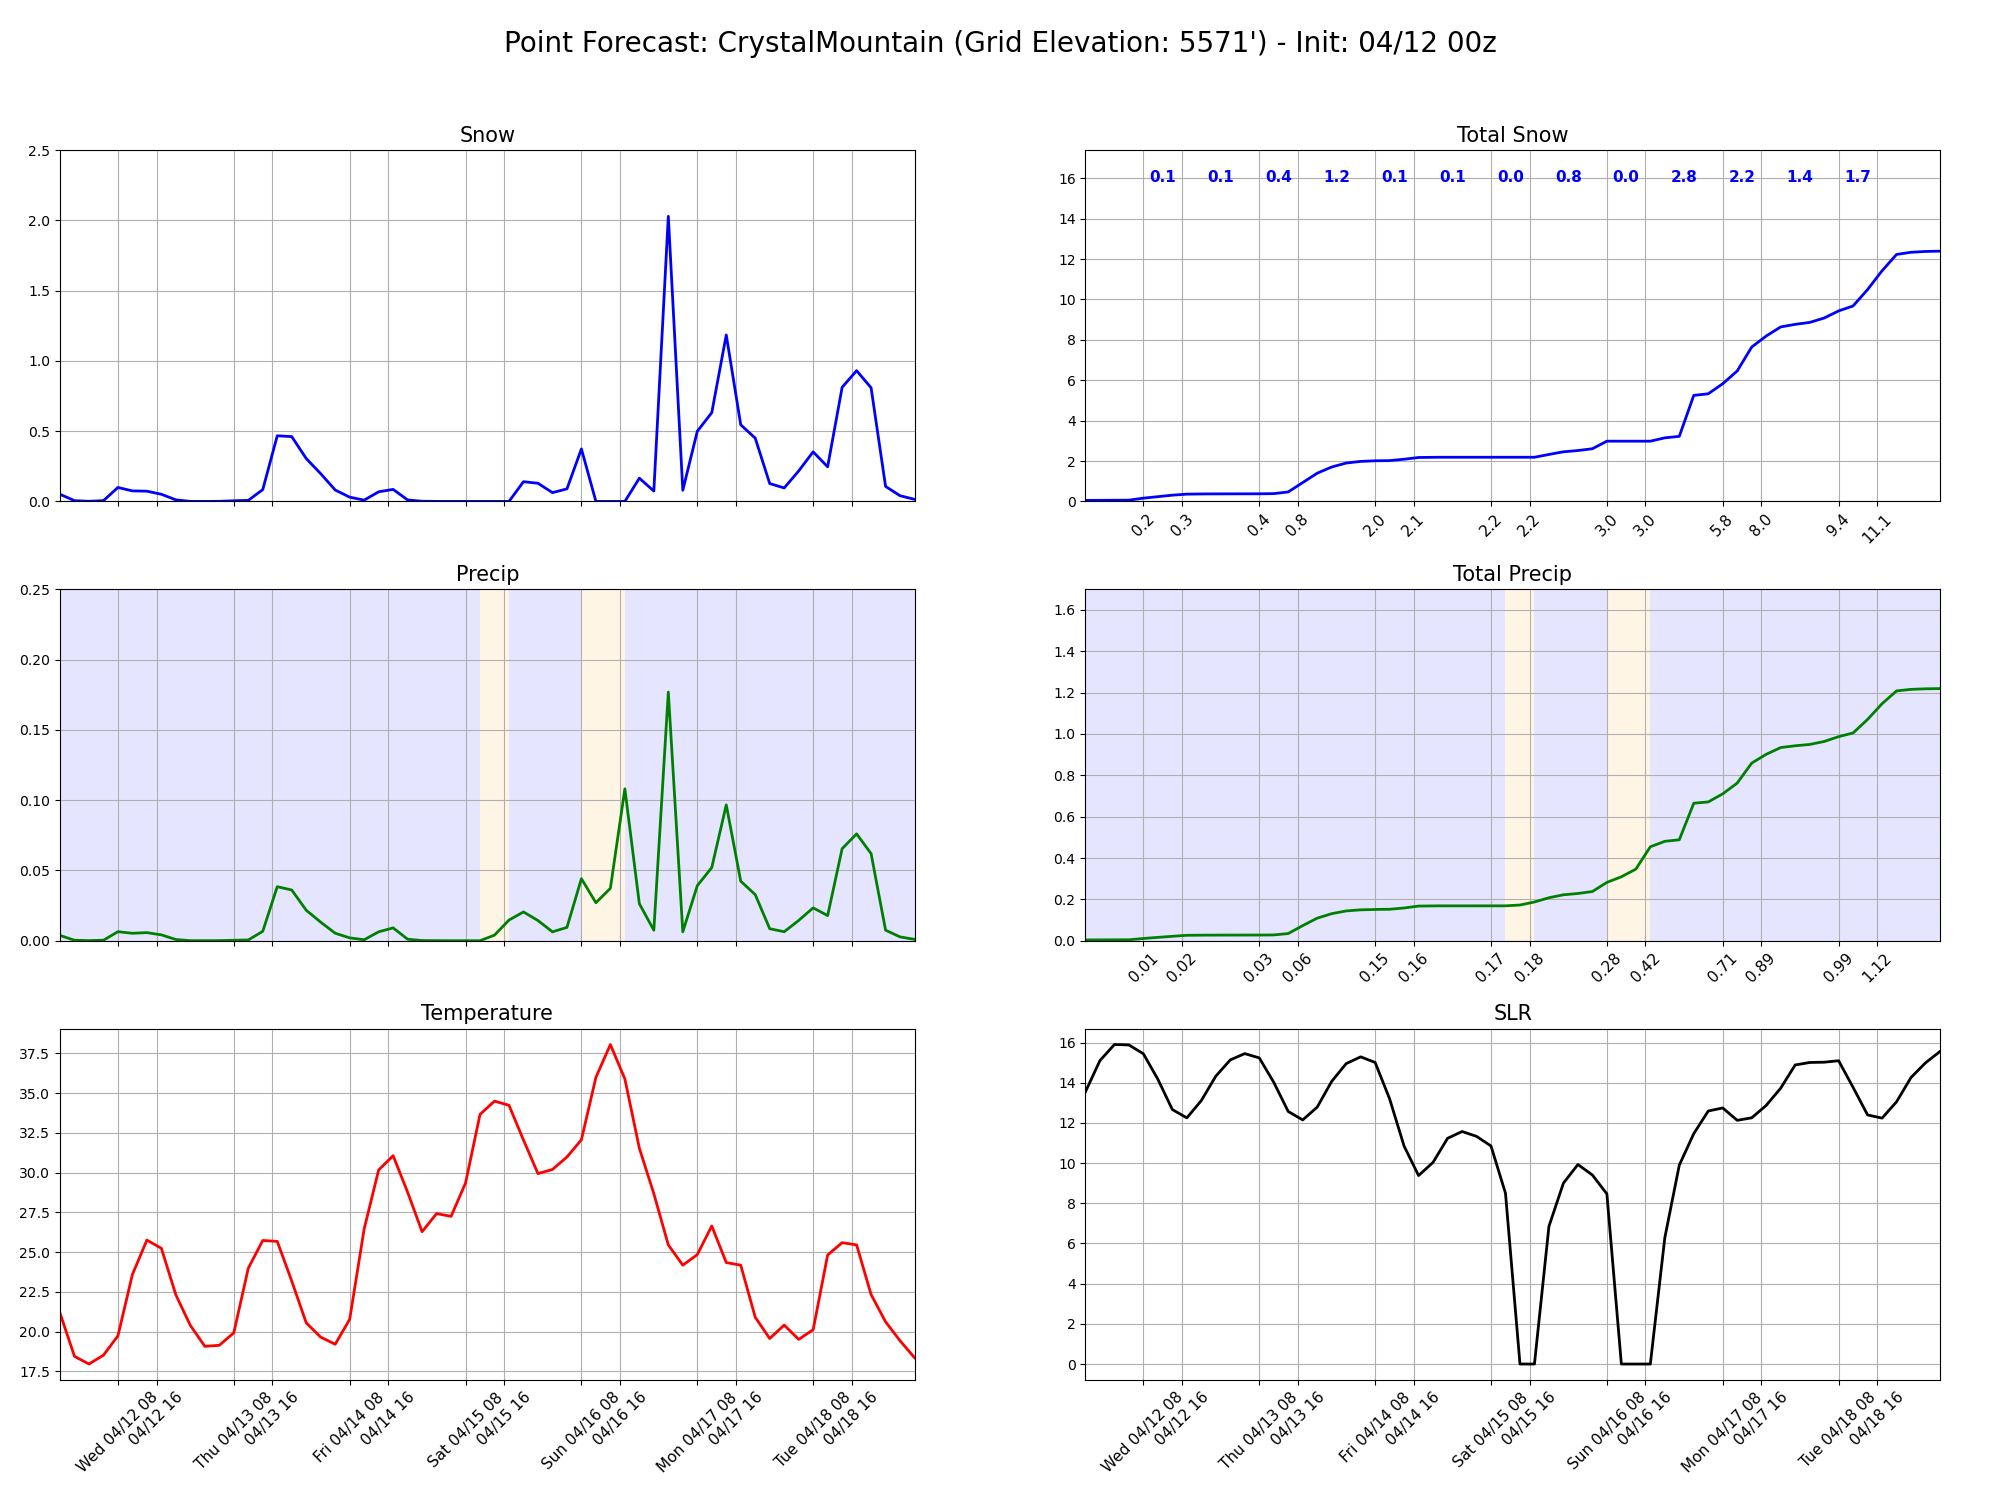 Point Forecast: CrystalMountain (Grid Elevation: 5571') - Init: 04/12 00z
Snow
2.5
2.0
1.5
1.0
0.5
0.0
Total Snow
0.1 0.1 0.4 1.2 0.1 0.1 0.0 0.8 0.0 2.8 2.2 1.4 1.7
16
14
12
10
8
6
4
2
0
0.2 0.3 0.4 0.8 2.0 2.1 2.2 2.2 3.0 3.0 5.8 8.0 9.4 11.1
Precip
0.25
0.20
0.15
0.10
0.05
0.00
Total Precip
1.6
1.4
1.2
1.0
0.8
0.6
0.4
0.2
0.0
0.01 0.02 0.03 0.06 0.15 0.16 0.17 0.18 0.28 0.42 0.71 0.89 0.99 1.12
Temperature
37.5
35.0
32.5
30.0
27.5
25.0
22.5
20.0
17.5
Wed 04/12 08
04/12 16
Thu 04/13 08
04/13 16
Fri 04/14 08
04/14 16
Sat 04/15 08
04/15 16
Sun 04/16 08
04/16 16
Mon 04/17 08
04/17 16
Tue 04/18 08
04/18 16
SLR
16
14
12
10
8
6
4
2
0
Wed 04/12 08
04/12 16
Thu 04/13 08
04/13 16
Fri 04/14 08
04/14 16
Sat 04/15 08
04/15 16
Sun 04/16 08
04/16 16
Mon 04/17 08
04/17 16
Tue 04/18 08
04/18 16